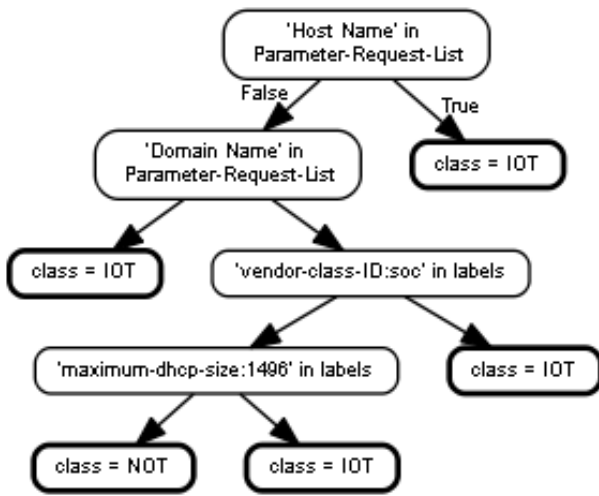 'Host Name' in
Parameter-Request-List
False
True
'Domain Name' in
Parameter-Request-List
class = IOT
class = IOT
'vendor-class-ID:soc' in labels
'maximum-dhcp-size:1496' in labels
class = IOT
class = NOT
class = IOT